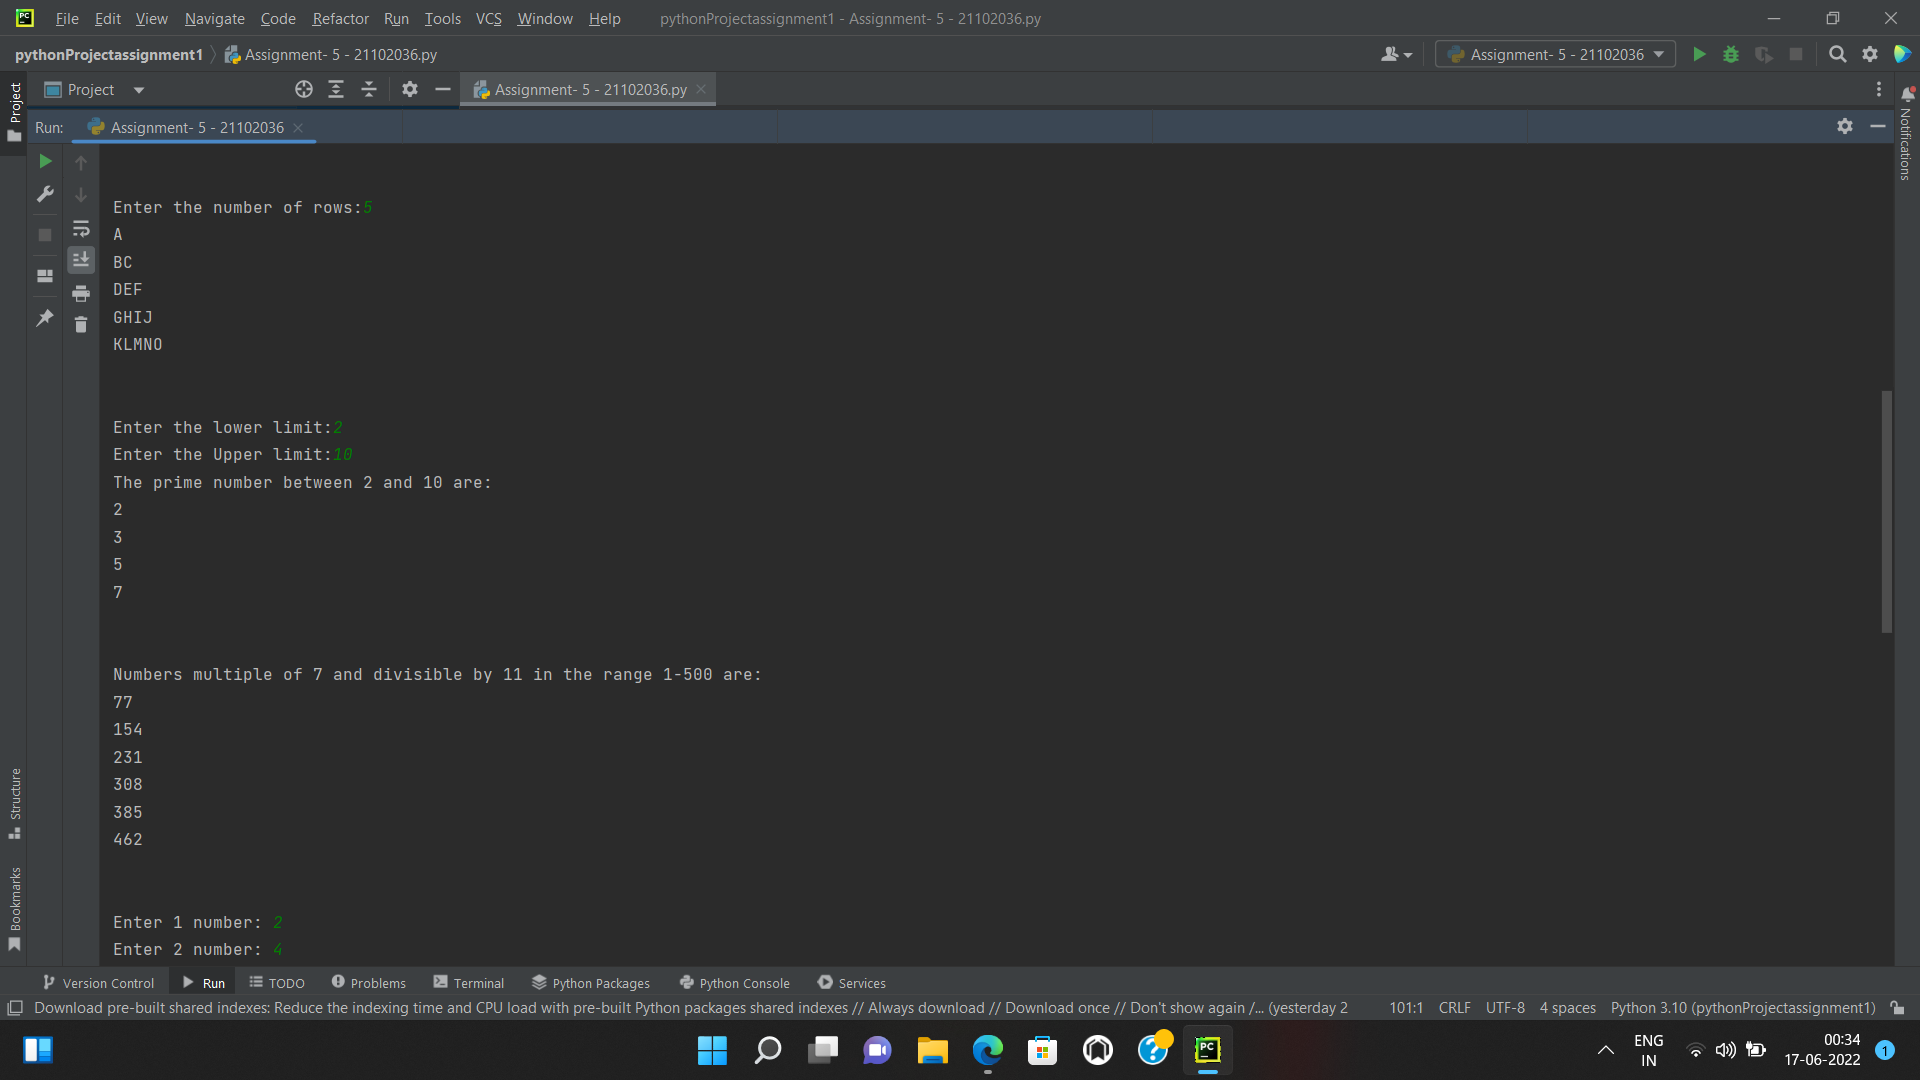 File Edit View Navigate Code Refactor Run Tools VCS Window Help pythonProjectassignment1 - Assignment- 5 - 21102036.py
pythonProjectassignment1 Assignment- 5 - 21102036.py Assignment- 5 - 21102036
Project Assignment- 5 - 21102036.py
Run: Assignment- 5 - 21102036
Project
Notifications
Enter the number of rows:5
A
BC
DEF
GHIJ
KLMNO
Enter the lower limit:2
Enter the Upper limit:10
The prime number between 2 and 10 are:
2
3
5
7
Numbers multiple of 7 and divisible by 11 in the range 1-500 are:
77
154
231
308
385
462
Enter 1 number: 2
Enter 2 number: 4
Structure
Bookmarks
Version Control Run TODO Problems Terminal Python Packages Python Console Services
Download pre-built shared indexes: Reduce the indexing time and CPU load with pre-built Python packages shared indexes // Always download // Download once // Don't show again /... (yesterday 2 101:1 CRLF UTF-8 4 spaces Python 3.10 (pythonProjectassignment1)
ENG 00:34
IN 17-06-2022 1